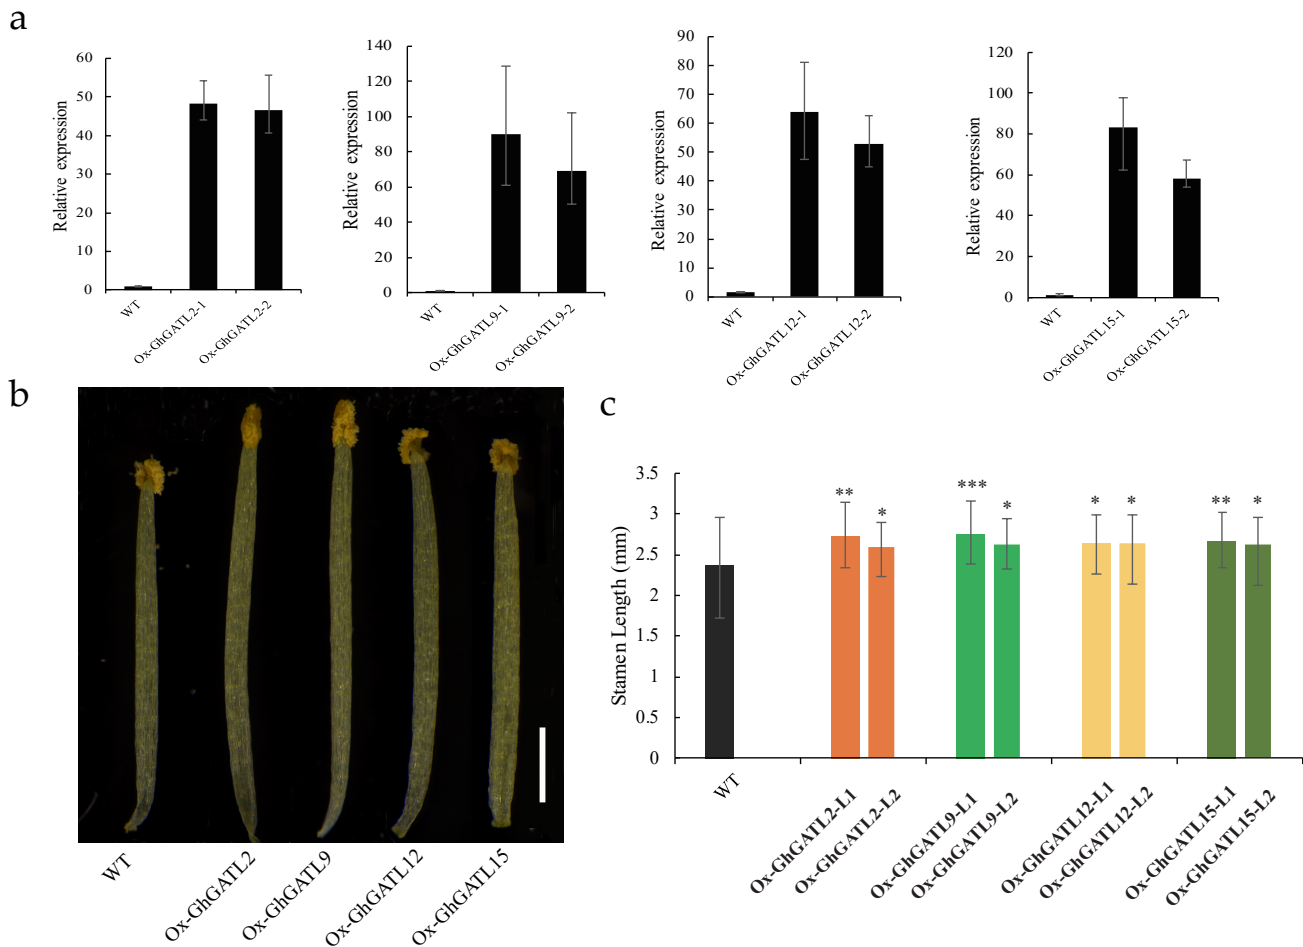 a
60
50
40
30
20
10
0
Relative expression
WT
Ox-GhGATL2-1
Ox-GhGATL2-2
140
120
100
80
60
40
20
0
Relative expression
WT
Ox-GhGATL9-1
Ox-GhGATL9-2
90
80
70
60
50
40
30
20
10
0
Relative expression
WT
Ox-GhGATL12-1
Ox-GhGATL12-2
120
100
80
60
40
20
0
Relative expression
WT
Ox-GhGATL15-1
Ox-GhGATL15-2
b
WT
Ox-GhGATL2
Ox-GhGATL9
Ox-GhGATL12
Ox-GhGATL15
c
3.5
3
2.5
2
1.5
1
0.5
0
Stamen Length (mm)
** * *** * * * ** *
WT
Ox-GhGATL2-L1
Ox-GhGATL2-L2
Ox-GhGATL9-L1
Ox-GhGATL9-L2
Ox-GhGATL12-L1
Ox-GhGATL12-L2
Ox-GhGATL15-L1
Ox-GhGATL15-L2